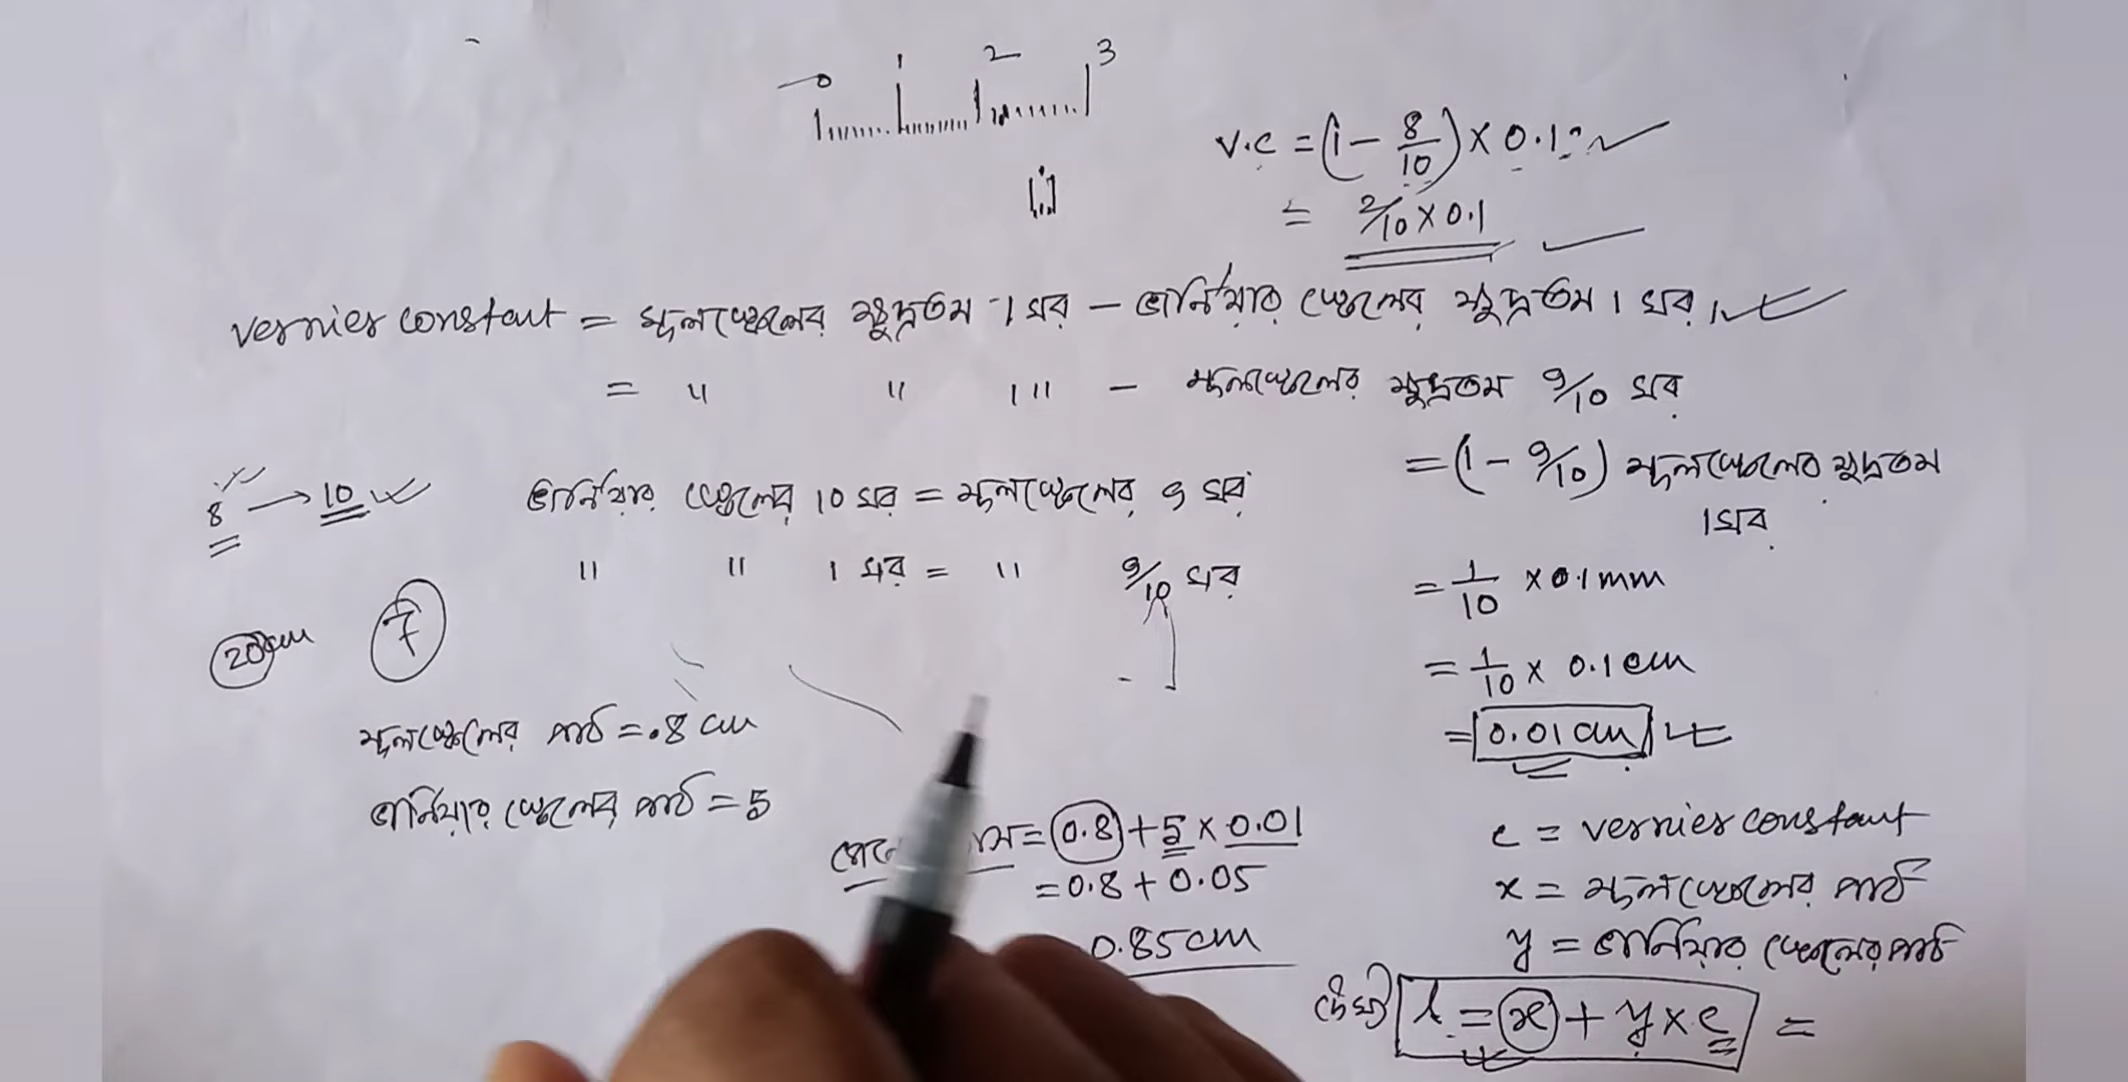 0 1 2 3
V.C = (1 - 8/10) × 0.1
= 2/10 × 0.1
vernier constant = মূলস্কেলের ক্ষুদ্রতম 1 ঘর - ভার্নিয়ার স্কেলের ক্ষুদ্রতম 1 ঘর
= " " 1 " - মূলস্কেলের ক্ষুদ্রতম 9/10 ঘর
= (1 - 9/10) মূলস্কেলের ক্ষুদ্রতম
1 ঘর
8 → 10
ভার্নিয়ার স্কেলের 10 ঘর = মূলস্কেলের 9 ঘর
" " 1 ঘর = " 9/10 ঘর
= 1/10 × 0.1 mm
= 1/10 × 0.1 cm
= 0.01 cm
20 cm 7
মূলস্কেলের পাঠ = .8 cm
ভার্নিয়ার স্কেলের পাঠ = 5
= 0.8 + 5 × 0.01
= 0.8 + 0.05
0.85 cm
c = vernier constant
x = মূলস্কেলের পাঠ
y = ভার্নিয়ার স্কেলের পাঠ
দৈর্ঘ্য l = x + y × c =